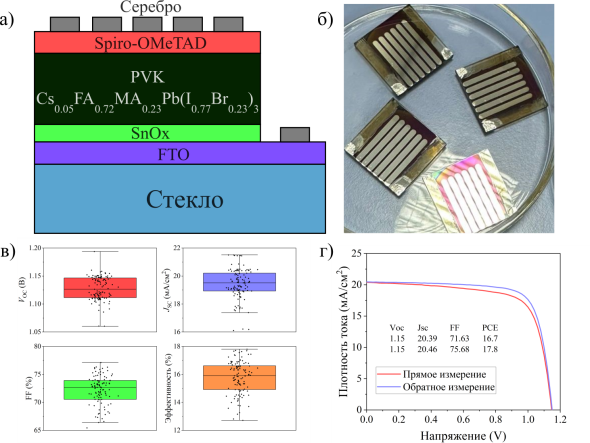 а)
Серебро
Spiro-OMeTAD
PVK
Cs0.05FA0.72MA0.23Pb(I0.77Br0.23)3
SnOx
FTO
Стекло
б)
в)
VOC (В)
1.20
1.15
1.10
1.05
JSC (мА/см²)
22
20
18
16
FF (%)
80
75
70
65
Эффективность (%)
18
16
14
12
г)
Плотность тока (мА/см²)
25
20
15
10
5
0
Voc Jsc FF PCE
1.15 20.39 71.63 16.7
1.15 20.46 75.68 17.8
Прямое измерение
Обратное измерение
0.0 0.2 0.4 0.6 0.8 1.0 1.2
Напряжение (V)